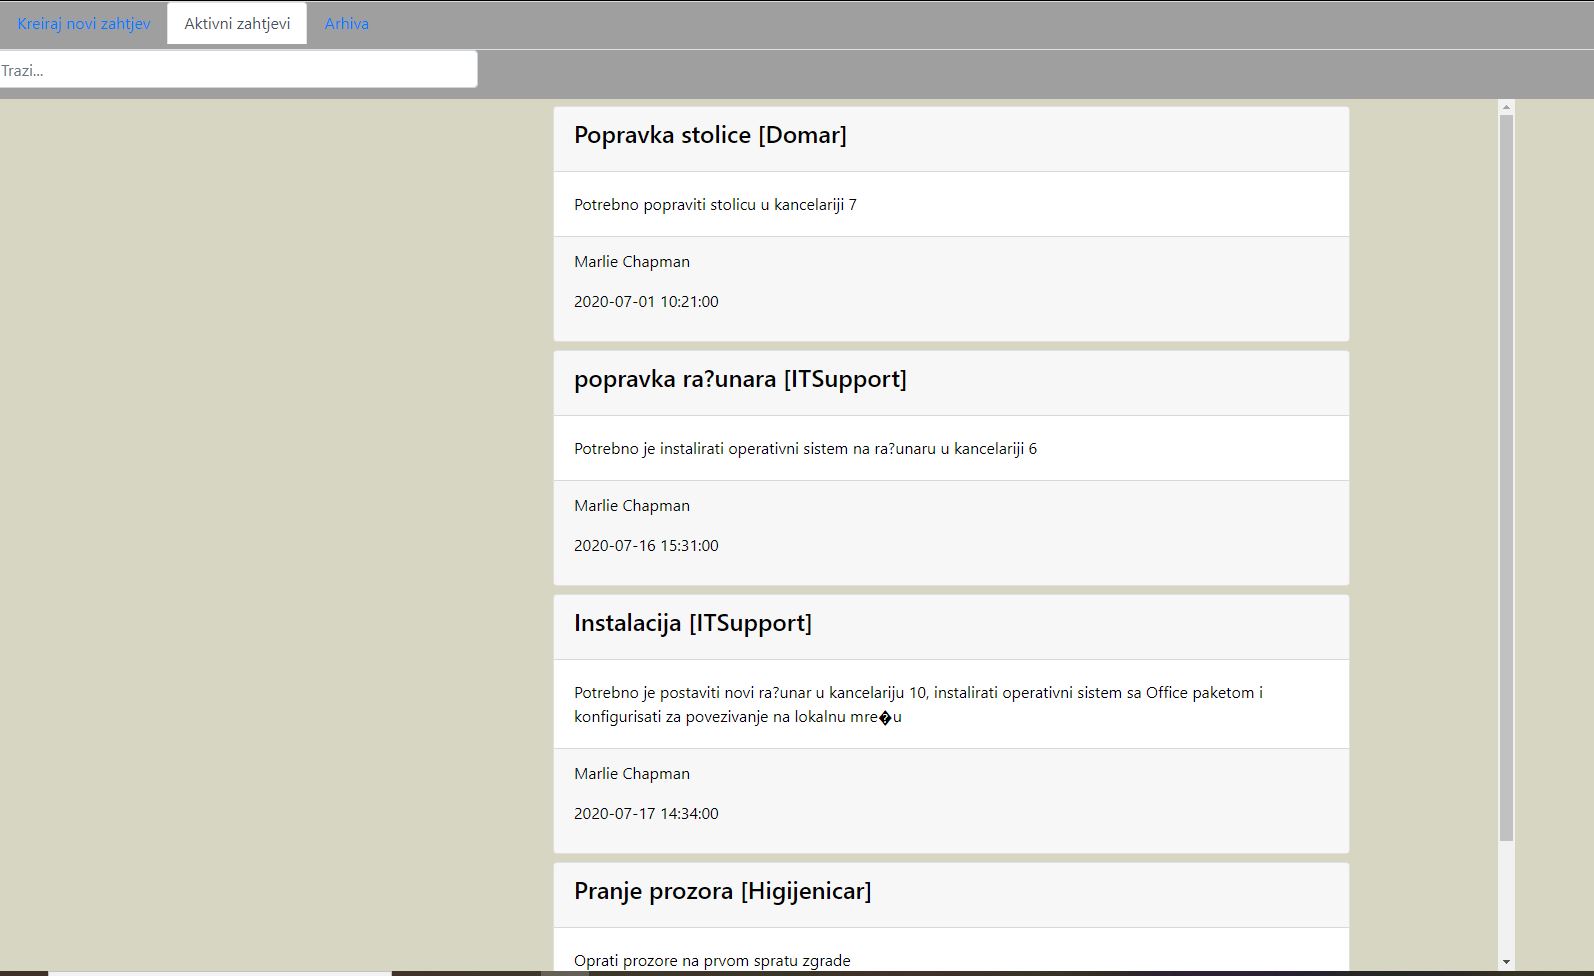 Kreiraj novi zahtjev
Aktivni zahtjevi
Arhiva
Trazi...
Popravka stolice [Domar]
Potrebno popraviti stolicu u kancelariji 7
Marlie Chapman
2020-07-01 10:21:00
popravka ra?unara [ITSupport]
Potrebno je instalirati operativni sistem na ra?unaru u kancelariji 6
Marlie Chapman
2020-07-16 15:31:00
Instalacija [ITSupport]
Potrebno je postaviti novi ra?unar u kancelariju 10, instalirati operativni sistem sa Office paketom i
konfigurisati za povezivanje na lokalnu mre�u
Marlie Chapman
2020-07-17 14:34:00
Pranje prozora [Higijenicar]
Oprati prozore na prvom spratu zgrade